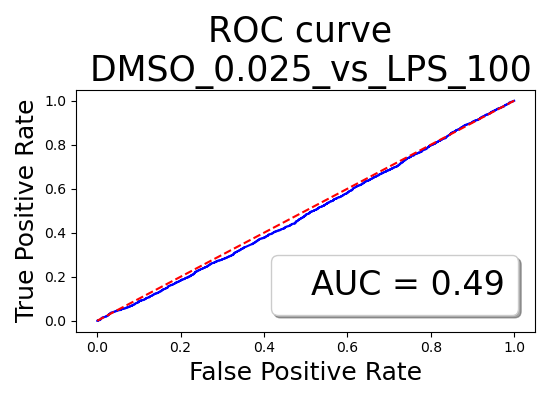 ROC curve
DMSO_0.025_vs_LPS_100
True Positive Rate
1.0
0.8
0.6
0.4
0.2
0.0
AUC = 0.49
0.0 0.2 0.4 0.6 0.8 1.0
False Positive Rate